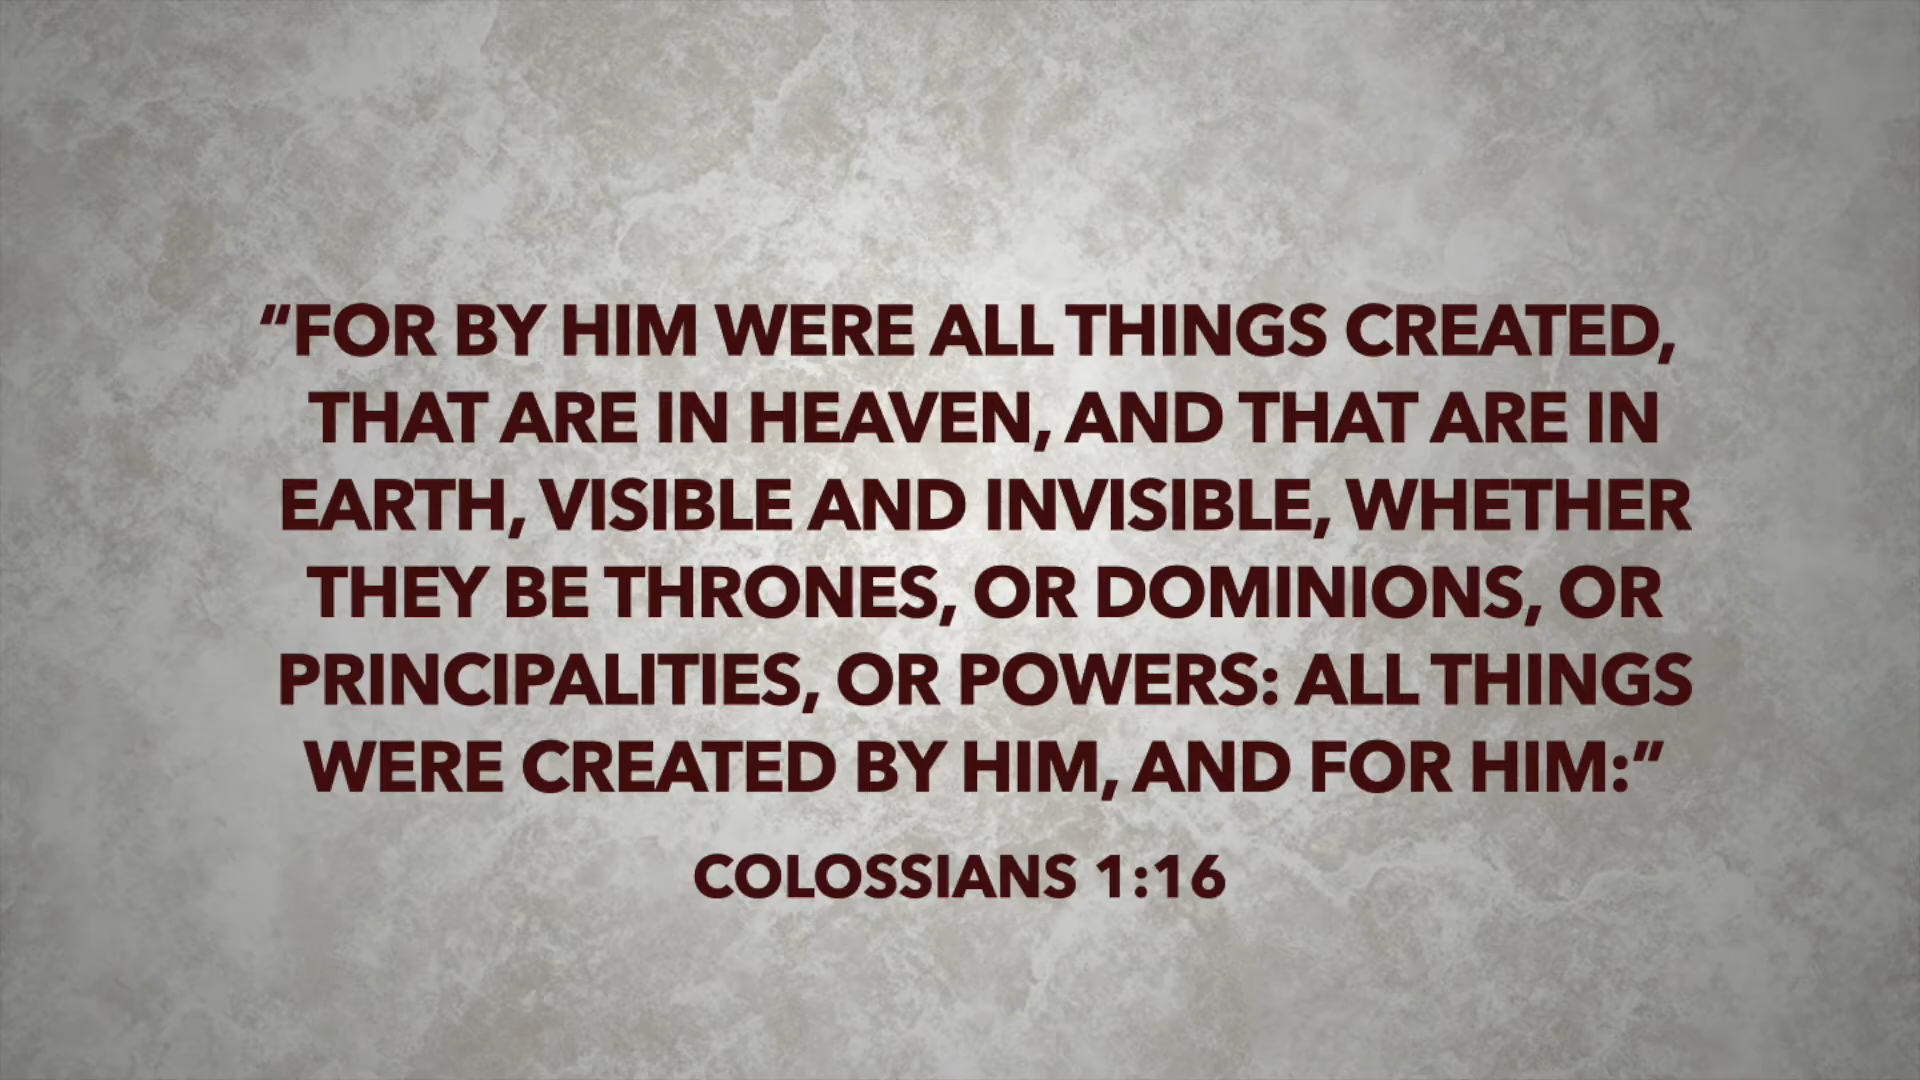 “FOR BY HIM WERE ALL THINGS CREATED,
THAT ARE IN HEAVEN, AND THAT ARE IN
EARTH, VISIBLE AND INVISIBLE, WHETHER
THEY BE THRONES, OR DOMINIONS, OR
PRINCIPALITIES, OR POWERS: ALL THINGS
WERE CREATED BY HIM, AND FOR HIM:”
COLOSSIANS 1:16